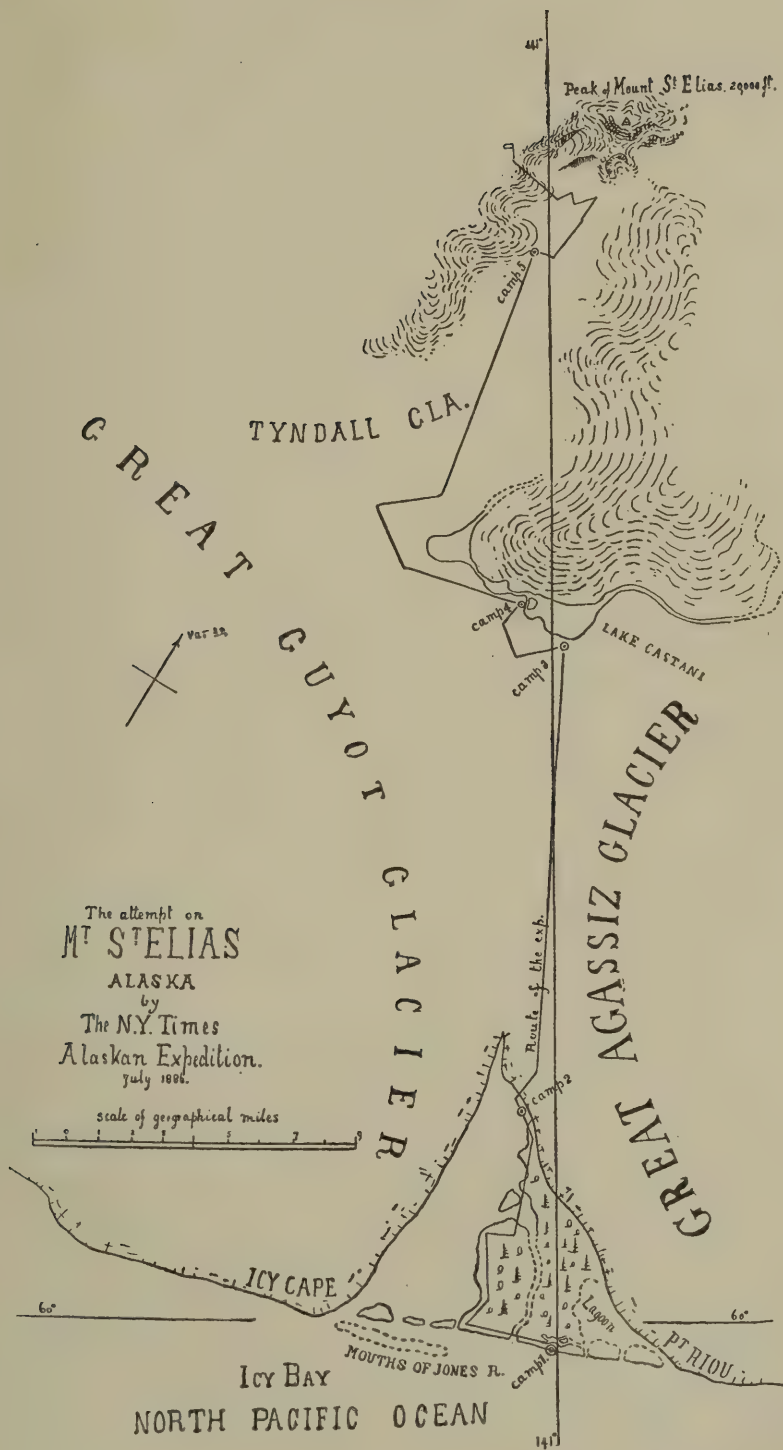 141°
Peak of Mount St Elias. 20,000 ft.
camp 5
TYNDALL GLA.
GREAT GUYOT GLACIER
var 32
camp 4
camp 3
LAKE CASTANI
GREAT AGASSIZ GLACIER
Route of the exp.
The attempt on
MT ST ELIAS
ALASKA
by
The N.Y. Times
Alaskan Expedition.
July 1886.
scale of geographical miles
camp 2
ICY CAPE
60°
60°
Lagoon
PT RIOU
MOUTHS OF JONES R.
camp 1
ICY BAY
NORTH PACIFIC OCEAN
141°